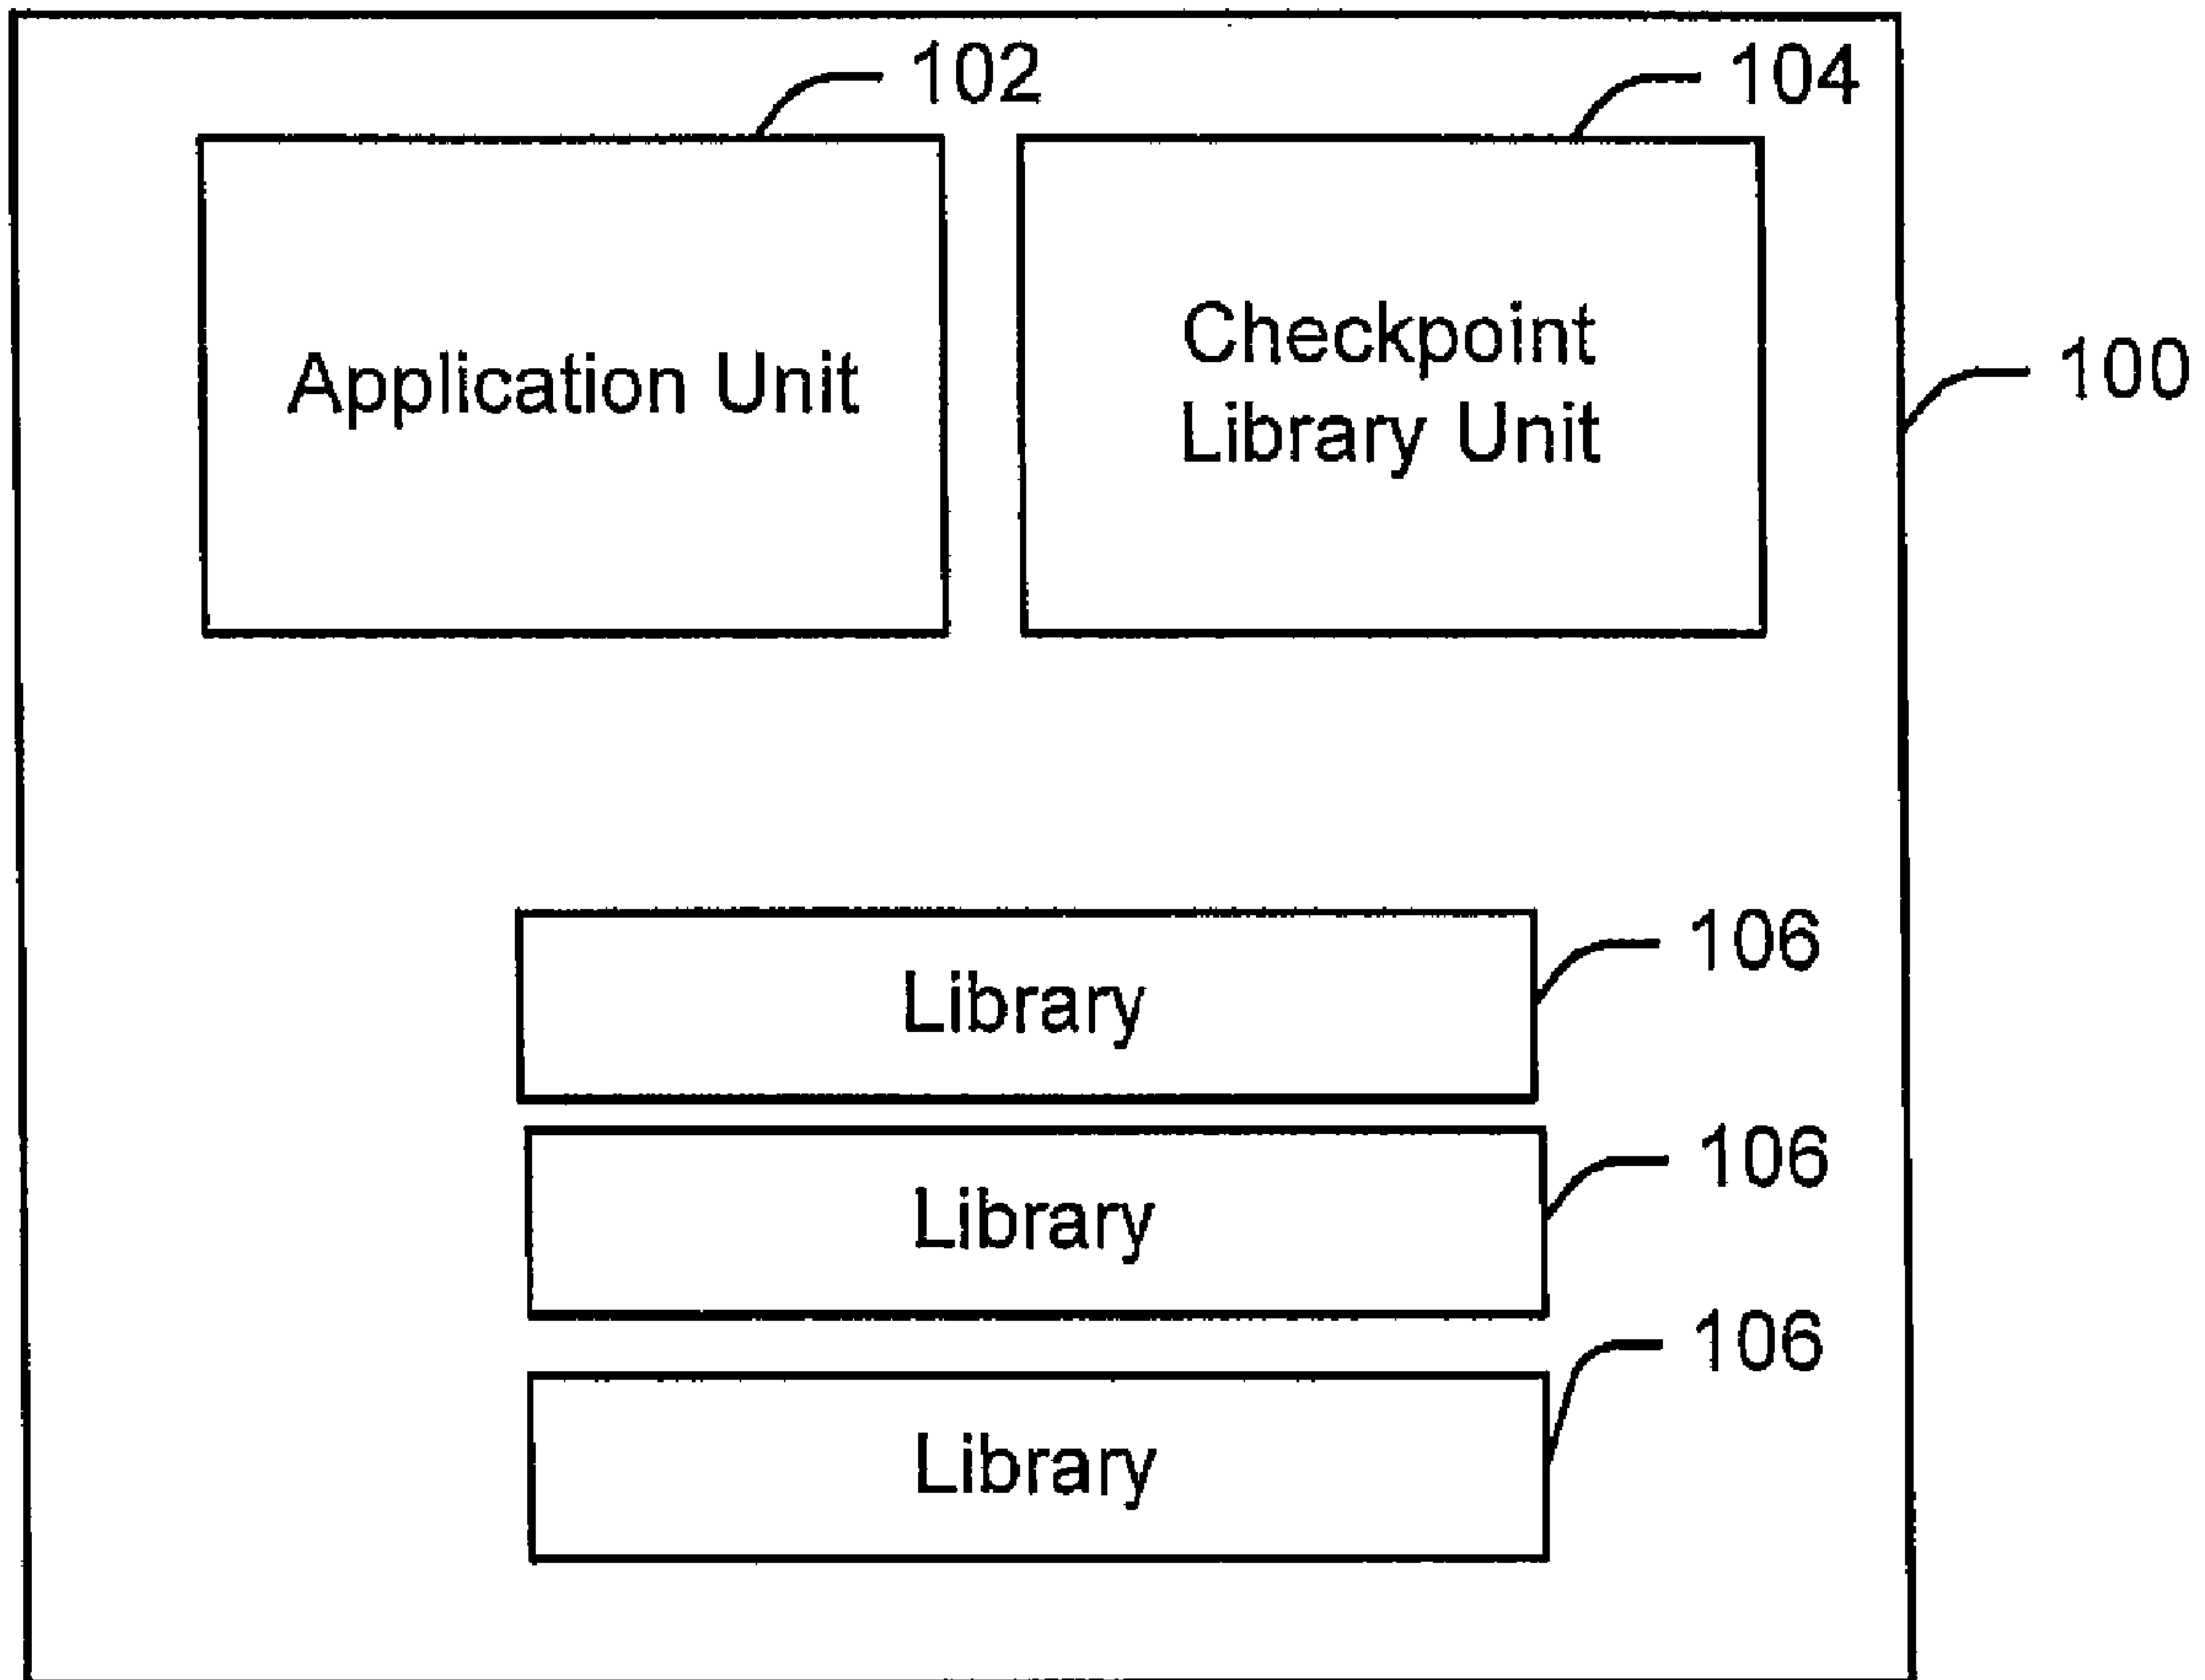 102
104
Application Unit
Checkpoint
Library Unit
100
Library
106
Library
106
Library
106